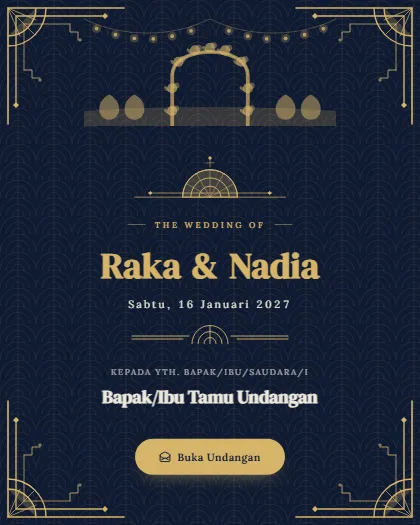 THE WEDDING OF
Raka & Nadia
Sabtu, 16 Januari 2027
KEPADA YTH. BAPAK/IBU/SAUDARA/I
Bapak/Ibu Tamu Undangan
Buka Undangan